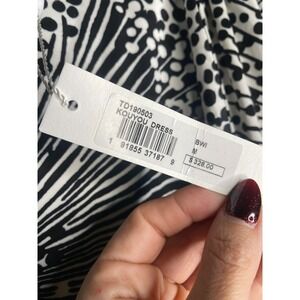 TD190503
KOUYOU DRESS
BWI
M
$328.00
1 91855 37187 9